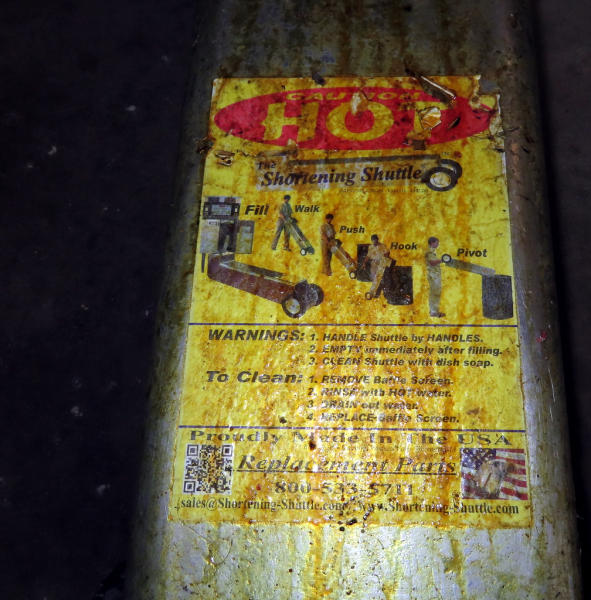 CAUTION
HOT
The
Shortening Shuttle
Fill
Walk
Push
Hook
Pivot
WARNINGS: 1. HANDLE Shuttle by HANDLES.
2. EMPTY immediately after filling.
3. CLEAN Shuttle with dish soap.
To Clean: 1. REMOVE Baffle Screen.
2. RINSE with HOT water.
3. DRAIN out water.
4. REPLACE Baffle Screen.
Proudly Made In The USA
Replacement Parts
800-533-5711
sales@Shortening-Shuttle.com / www.Shortening-Shuttle.com